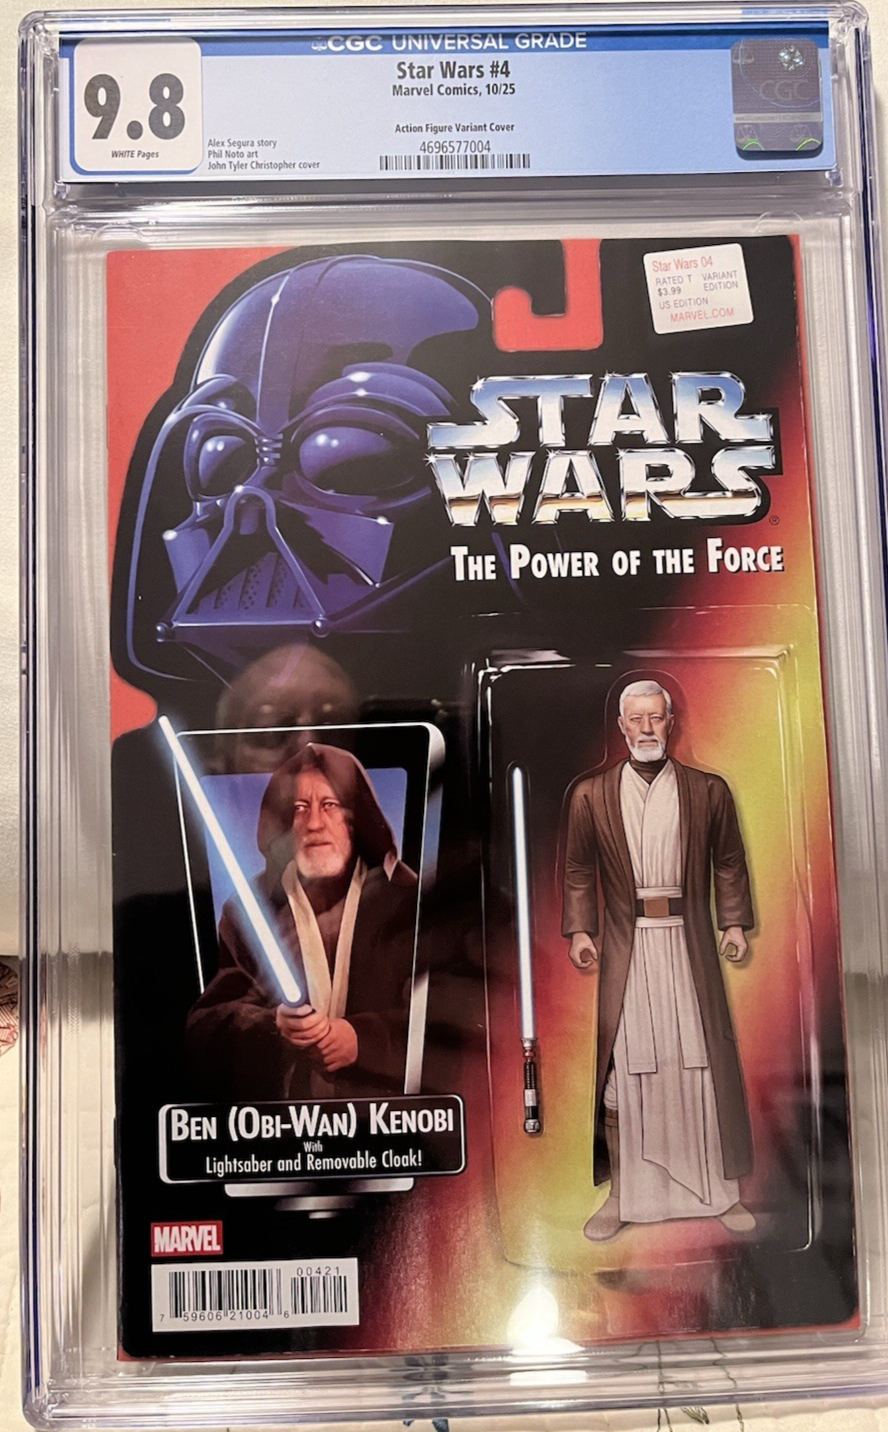 CGC UNIVERSAL GRADE
9.8
WHITE Pages
Star Wars #4
Marvel Comics, 10/25
Action Figure Variant Cover
4696577004
Alex Segura story
Phil Noto art
John Tyler Christopher cover
CGC
Star Wars 04
RATED T VARIANT
$3.99 EDITION
US EDITION
MARVEL.COM
STAR
WARS®
THE POWER OF THE FORCE
BEN (OBI-WAN) KENOBI
With
Lightsaber and Removable Cloak!
MARVEL
00421
7 59606 21004 6